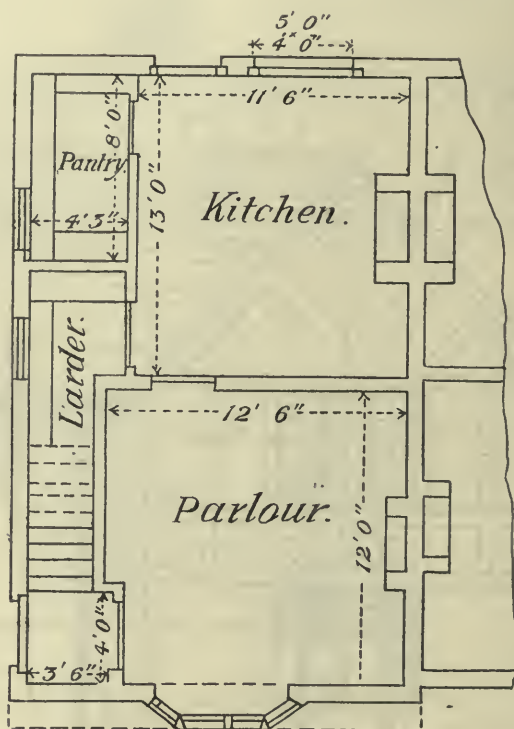 5' 0"
4' 0"
11' 6"
8' 0"
Pantry.
4' 3"
13' 0"
Kitchen.
Larder.
12' 6"
Parlour.
12' 0"
4' 0"
3' 6"